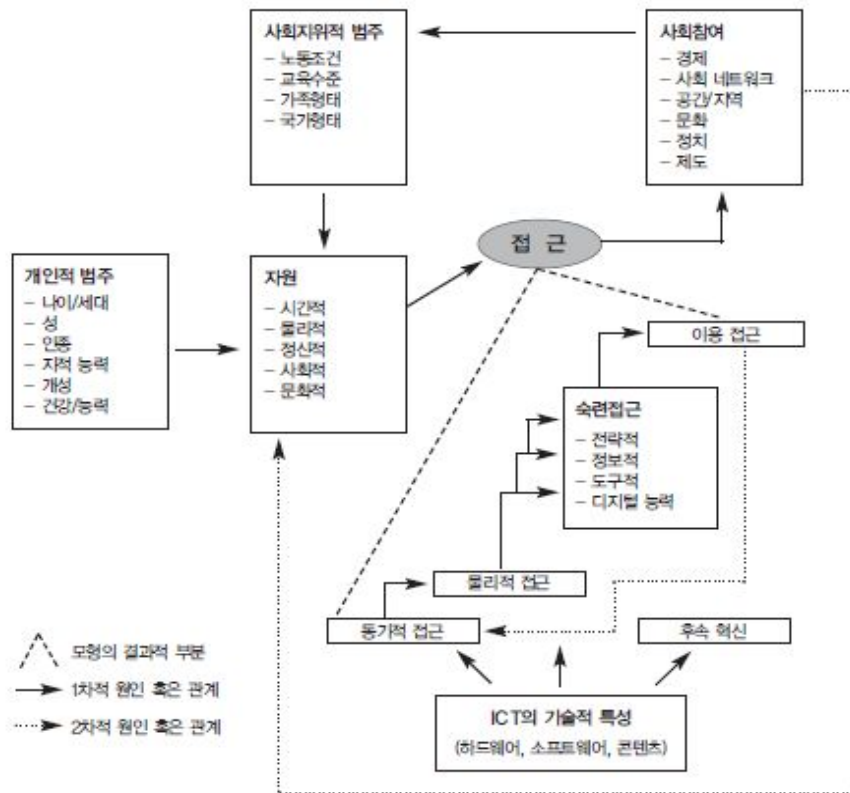 사회지위적 범주
– 노동조건
– 교육수준
– 가족형태
– 국가형태
사회참여
– 경제
– 사회 네트워크
– 공간/지역
– 문화
– 정치
– 제도
개인적 범주
– 나이/세대
– 성
– 인종
– 지적 능력
– 개성
– 건강/능력
자원
– 시간적
– 물리적
– 정신적
– 사회적
– 문화적
접 근
이용 접근
숙련접근
– 전략적
– 정보적
– 도구적
– 디지털 능력
물리적 접근
동기적 접근
후속 혁신
ICT의 기술적 특성
(하드웨어, 소프트웨어, 콘텐츠)
모형의 결과적 부분
1차적 원인 혹은 관계
2차적 원인 혹은 관계